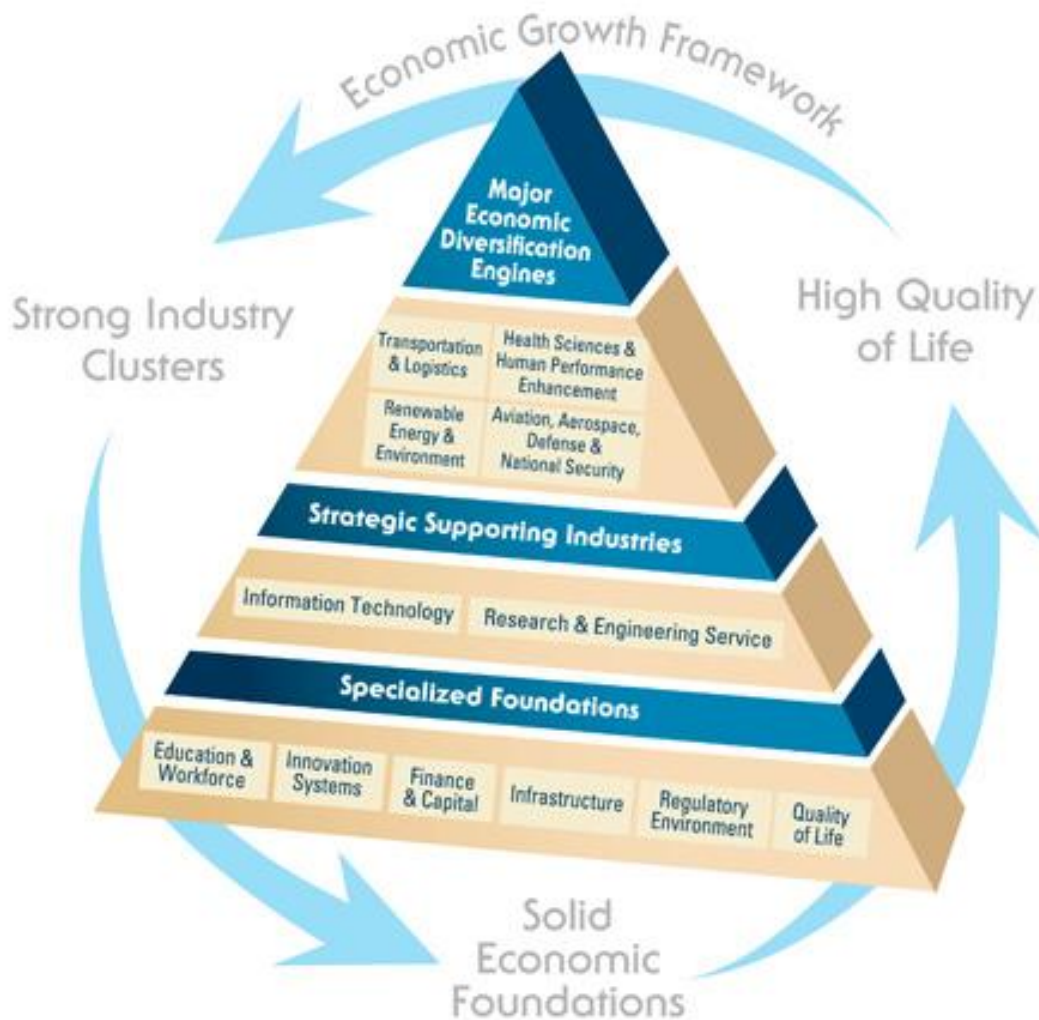 Economic Growth Framework
Major
Economic
Diversification
Engines
Strong Industry
Clusters
High Quality
of Life
Transportation
& Logistics
Health Sciences &
Human Performance
Enhancement
Renewable
Energy &
Environment
Aviation, Aerospace,
Defense &
National Security
Strategic Supporting Industries
Information Technology
Research & Engineering Service
Specialized Foundations
Education &
Workforce
Innovation
Systems
Finance
& Capital
Infrastructure
Regulatory
Environment
Quality
of Life
Solid
Economic
Foundations